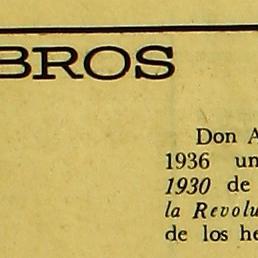 BROS
Don A
1936 un
1930 de
la Revolu
de los he